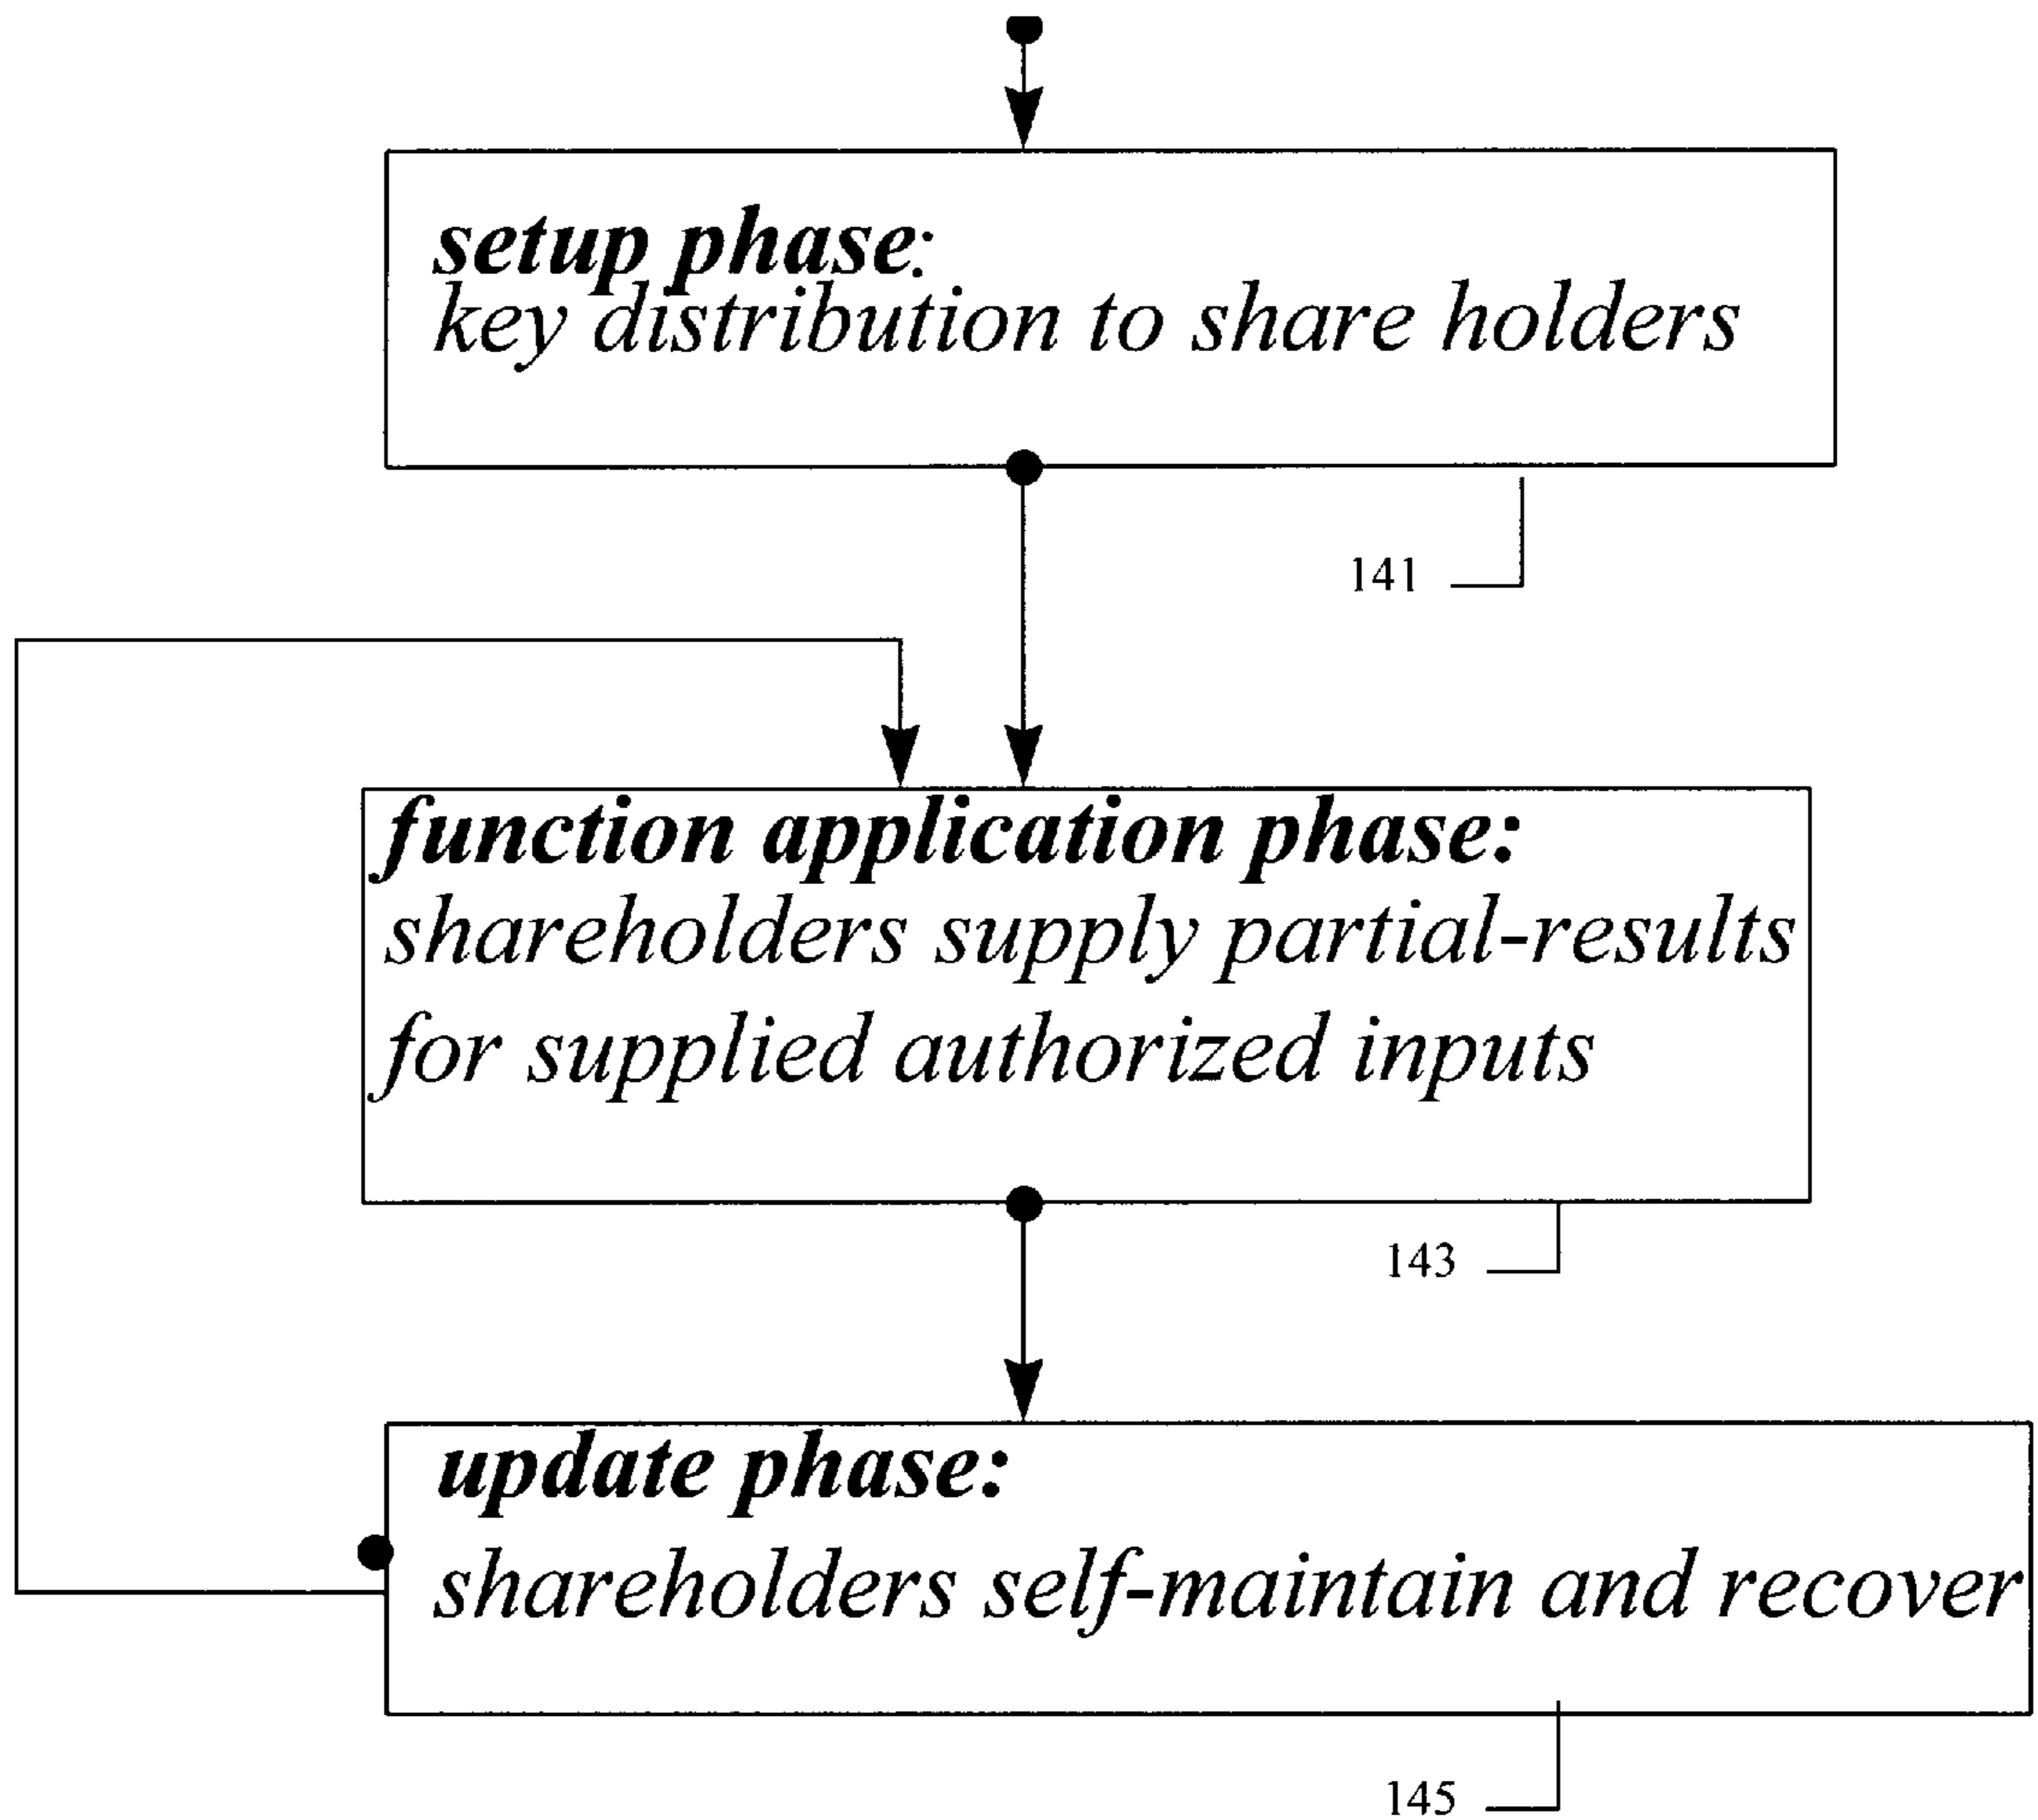 setup phase:
key distribution to share holders
141
function application phase:
shareholders supply partial-results
for supplied authorized inputs
143
update phase:
shareholders self-maintain and recover
145